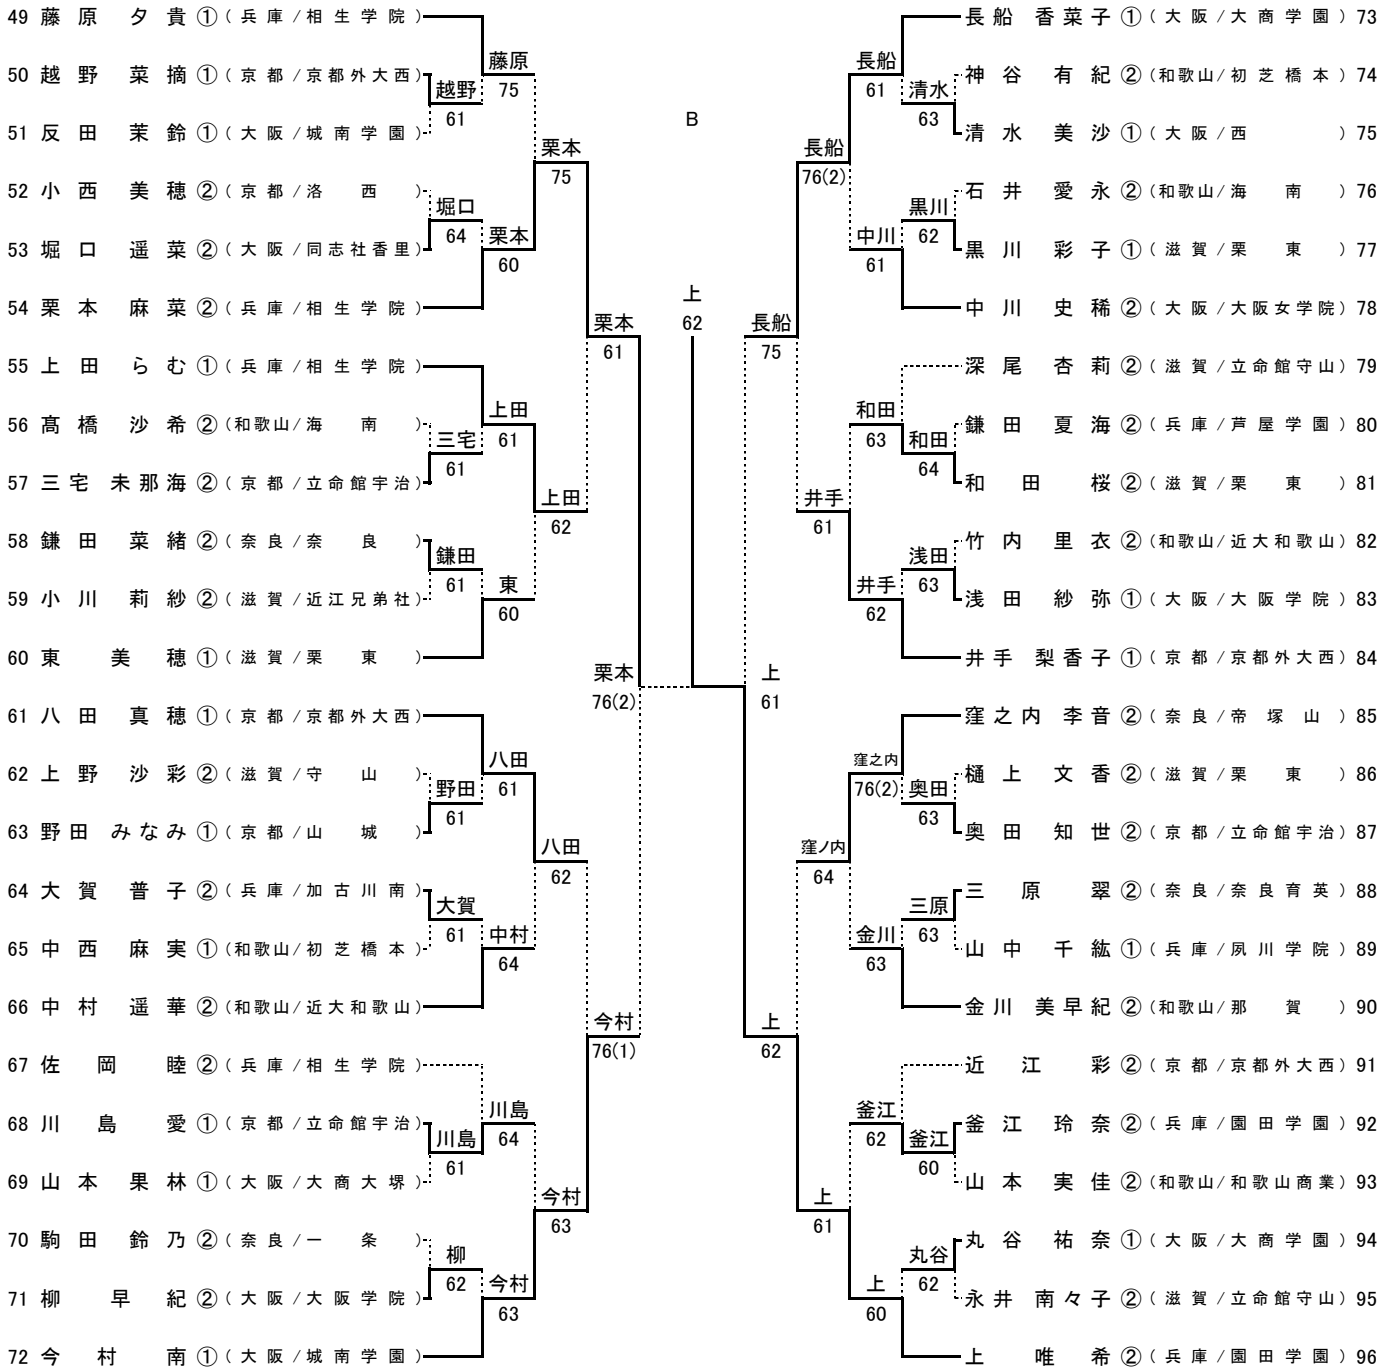 49 藤原 夕貴 ① (兵庫/相生学院)
50 越野 菜摘 ① (京都/京都外大西)
51 反田 茉鈴 ① (大阪/城南学園)
52 小西 美穂 ② (京都/洛西)
53 堀口 遥菜 ② (大阪/同志社香里)
54 栗本 麻菜 ② (兵庫/相生学院)
55 上田 らむ ① (兵庫/相生学院)
56 髙橋 沙希 ② (和歌山/海南)
57 三宅 未那海 ② (京都/立命館宇治)
58 鎌田 菜緒 ② (奈良/奈良)
59 小川 莉紗 ② (滋賀/近江兄弟社)
60 東 美穂 ① (滋賀/栗東)
61 八田 真穂 ① (京都/京都外大西)
62 上野 沙彩 ② (滋賀/守山)
63 野田 みなみ ① (京都/山城)
64 大賀 普子 ② (兵庫/加古川南)
65 中西 麻実 ① (和歌山/初芝橋本)
66 中村 遥華 ② (和歌山/近大和歌山)
67 佐岡 睦 ② (兵庫/相生学院)
68 川島 愛 ① (京都/立命館宇治)
69 山本 果林 ① (大阪/大商大堺)
70 駒田 鈴乃 ② (奈良/一条)
71 柳 早紀 ② (大阪/大阪学院)
72 今村 南 ① (大阪/城南学園)
越野
61
堀口
64
三宅
61
鎌田
61
野田
61
大賀
61
川島
61
柳
62
藤原
75
栗本
60
上田
61
東
60
八田
61
中村
64
川島
64
今村
63
栗本
75
上田
62
八田
62
今村
63
栗本
61
今村
76(1)
栗本
76(2)
B
上
62
上
61
長船
75
上
62
長船
76(2)
井手
61
窪ノ内
64
上
61
長船
61
中川
61
和田
63
井手
62
窪之内
76(2)
金川
63
釜江
62
上
60
清水
63
黒川
62
和田
64
浅田
63
奥田
63
三原
63
釜江
60
丸谷
62
長船 香菜子 ① (大阪/大商学園) 73
神谷 有紀 ② (和歌山/初芝橋本) 74
清水 美沙 ① (大阪/西) 75
石井 愛永 ② (和歌山/海南) 76
黒川 彩子 ① (滋賀/栗東) 77
中川 史稀 ② (大阪/大阪女学院) 78
深尾 杏莉 ② (滋賀/立命館守山) 79
鎌田 夏海 ② (兵庫/芦屋学園) 80
和田 桜 ② (滋賀/栗東) 81
竹内 里衣 ② (和歌山/近大和歌山) 82
浅田 紗弥 ① (大阪/大阪学院) 83
井手 梨香子 ① (京都/京都外大西) 84
窪之内 李音 ② (奈良/帝塚山) 85
樋上 文香 ② (滋賀/栗東) 86
奥田 知世 ② (京都/立命館宇治) 87
三原 翠 ② (奈良/奈良育英) 88
山中 千紘 ① (兵庫/夙川学院) 89
金川 美早紀 ② (和歌山/那賀) 90
近江 彩 ② (京都/京都外大西) 91
釜江 玲奈 ② (兵庫/園田学園) 92
山本 実佳 ② (和歌山/和歌山商業) 93
丸谷 祐奈 ① (大阪/大商学園) 94
永井 南々子 ② (滋賀/立命館守山) 95
上 唯希 ② (兵庫/園田学園) 96